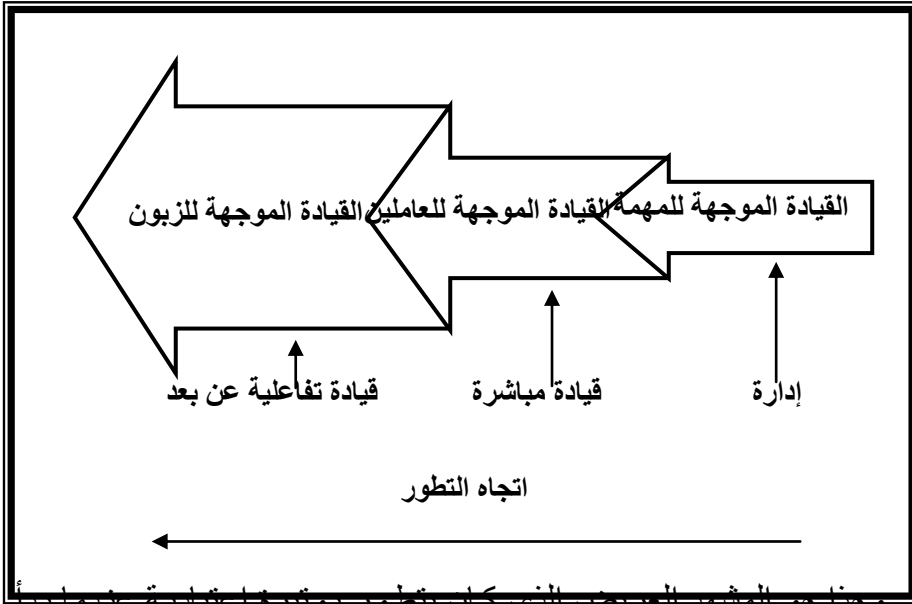 القيادة الموجهة للمهمة القيادة الموجهة للعاملين القيادة الموجهة للزبون
إدارة قيادة مباشرة قيادة تفاعلية عن بعد
اتجاه التطور